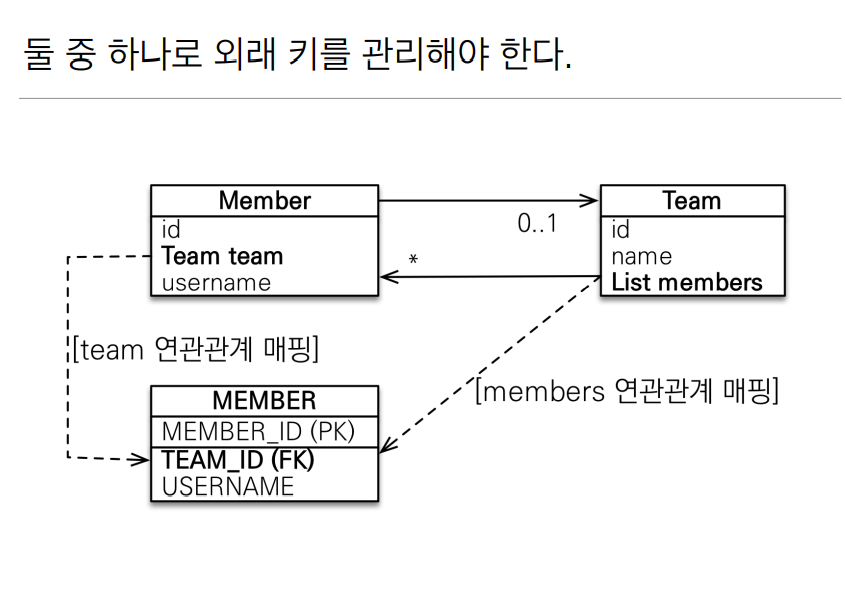 둘 중 하나로 외래 키를 관리해야 한다.
Member
id
Team team
username
0..1
*
Team
id
name
List members
[team 연관관계 매핑]
[members 연관관계 매핑]
MEMBER
MEMBER_ID (PK)
TEAM_ID (FK)
USERNAME